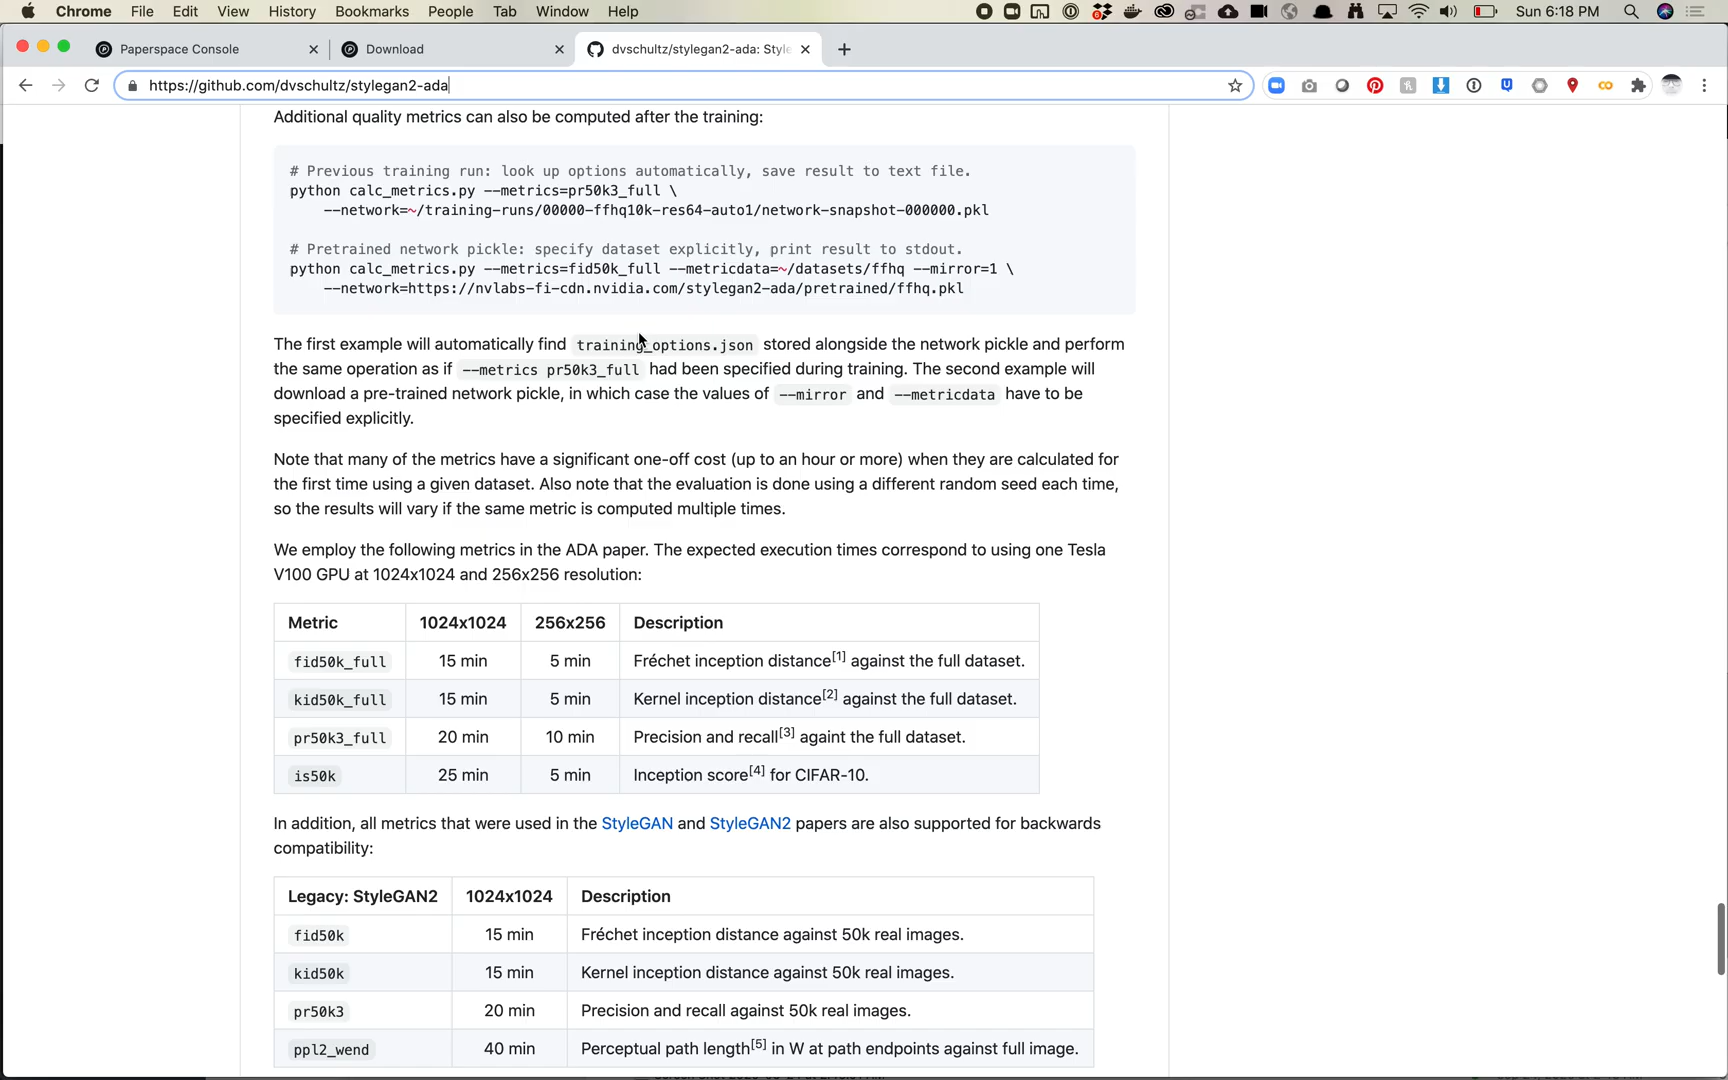 Chrome File Edit View History Bookmarks People Tab Window Help Sun 6:18 PM
Paperspace Console Download dvschultz/stylegan2-ada: Style
https://github.com/dvschultz/stylegan2-ada
Additional quality metrics can also be computed after the training:
# Previous training run: look up options automatically, save result to text file.
python calc_metrics.py --metrics=pr50k3_full \
--network=~/training-runs/00000-ffhq10k-res64-auto1/network-snapshot-000000.pkl
# Pretrained network pickle: specify dataset explicitly, print result to stdout.
python calc_metrics.py --metrics=fid50k_full --metricdata=~/datasets/ffhq --mirror=1 \
--network=https://nvlabs-fi-cdn.nvidia.com/stylegan2-ada/pretrained/ffhq.pkl
The first example will automatically find training_options.json stored alongside the network pickle and perform
the same operation as if --metrics pr50k3_full had been specified during training. The second example will
download a pre-trained network pickle, in which case the values of --mirror and --metricdata have to be
specified explicitly.
Note that many of the metrics have a significant one-off cost (up to an hour or more) when they are calculated for
the first time using a given dataset. Also note that the evaluation is done using a different random seed each time,
so the results will vary if the same metric is computed multiple times.
We employ the following metrics in the ADA paper. The expected execution times correspond to using one Tesla
V100 GPU at 1024x1024 and 256x256 resolution:
Metric 1024x1024 256x256 Description
fid50k_full 15 min 5 min Fréchet inception distance[1] against the full dataset.
kid50k_full 15 min 5 min Kernel inception distance[2] against the full dataset.
pr50k3_full 20 min 10 min Precision and recall[3] againt the full dataset.
is50k 25 min 5 min Inception score[4] for CIFAR-10.
In addition, all metrics that were used in the StyleGAN and StyleGAN2 papers are also supported for backwards
compatibility:
Legacy: StyleGAN2 1024x1024 Description
fid50k 15 min Fréchet inception distance against 50k real images.
kid50k 15 min Kernel inception distance against 50k real images.
pr50k3 20 min Precision and recall against 50k real images.
ppl2_wend 40 min Perceptual path length[5] in W at path endpoints against full image.